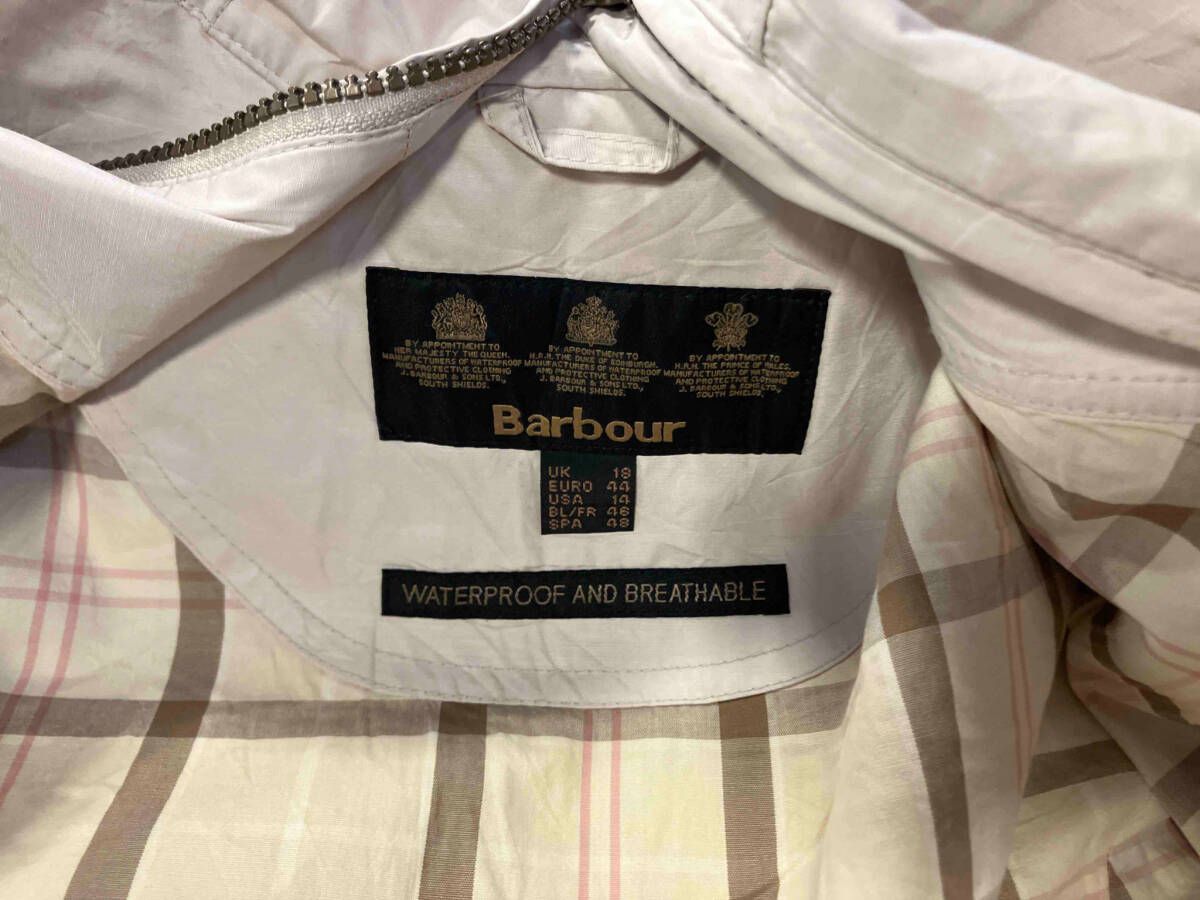 BY APPOINTMENT TO
HER MAJESTY THE QUEEN,
MANUFACTURERS OF WATERPROOF
AND PROTECTIVE CLOTHING
J. BARBOUR & SONS LTD.,
SOUTH SHIELDS.
BY APPOINTMENT TO
H.R.H. THE DUKE OF EDINBURGH,
MANUFACTURERS OF WATERPROOF
AND PROTECTIVE CLOTHING
J. BARBOUR & SONS LTD.,
SOUTH SHIELDS.
BY APPOINTMENT TO
H.R.H. THE PRINCE OF WALES,
MANUFACTURERS OF WATERPROOF
AND PROTECTIVE CLOTHING
J. BARBOUR & SONS LTD.,
SOUTH SHIELDS.
Barbour
UK 18
EURO 44
USA 14
BL/FR 46
SPA 48
WATERPROOF AND BREATHABLE